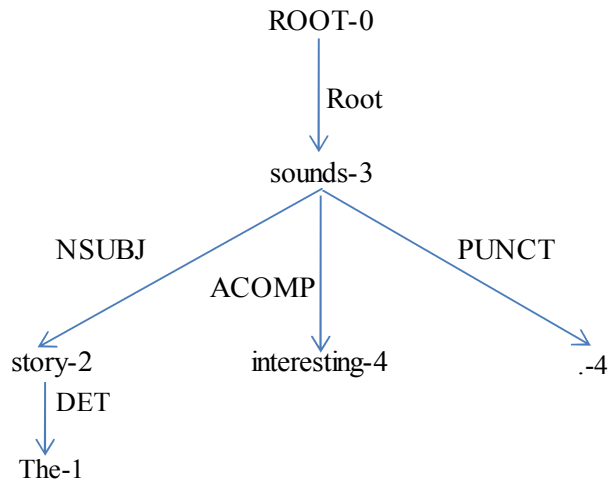 ROOT-0
Root
sounds-3
NSUBJ
ACOMP
PUNCT
story-2
interesting-4
.-4
DET
The-1